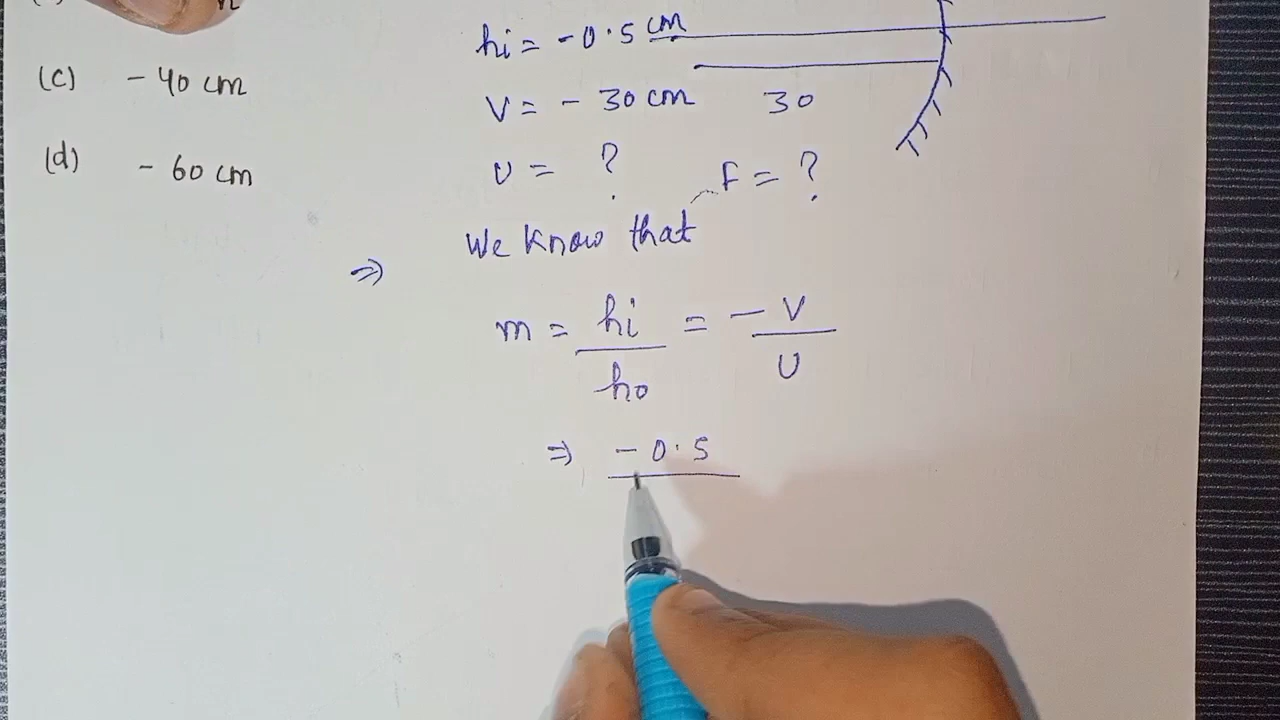 (c) - 40 cm
(d) - 60 cm
hi = -0.5 cm
v = - 30 cm 30
u = ? F = ?
We know that
⇒
m = hi/ho = - v/u
⇒ -0.5